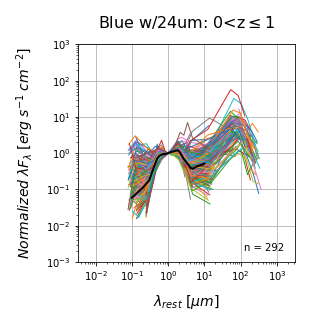 Blue w/24um: 0<z≤1
Normalized λF_λ [erg s⁻¹ cm⁻²]
10³
10²
10¹
10⁰
10⁻¹
10⁻²
10⁻³
n = 292
10⁻² 10⁻¹ 10⁰ 10¹ 10² 10³
λ_rest [μm]